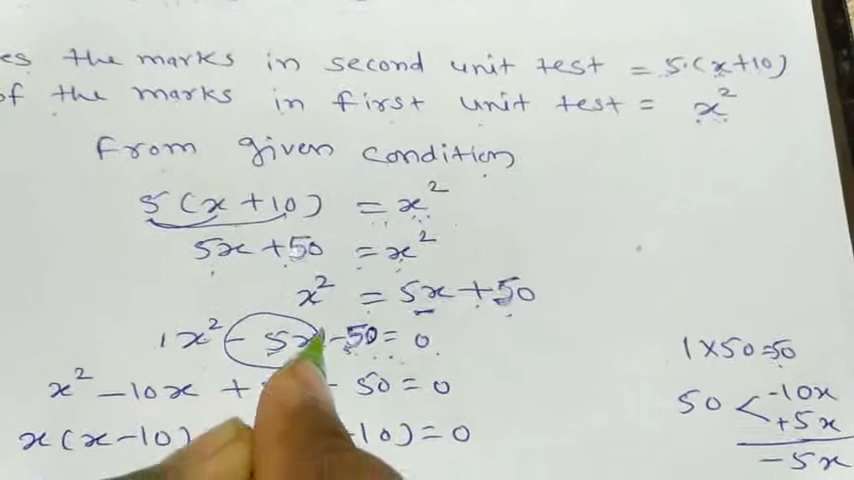 es the marks in second unit test = 5.(x+10)
of the marks in first unit test = x²
From given condition
5(x+10) = x²
5x+50 = x²
x² = 5x+50
1x² - 5x - 50 = 0
x² - 10x + - 50 = 0
x(x-10) -10) = 0
1×50=50
50 < -10x
+5x
-5x